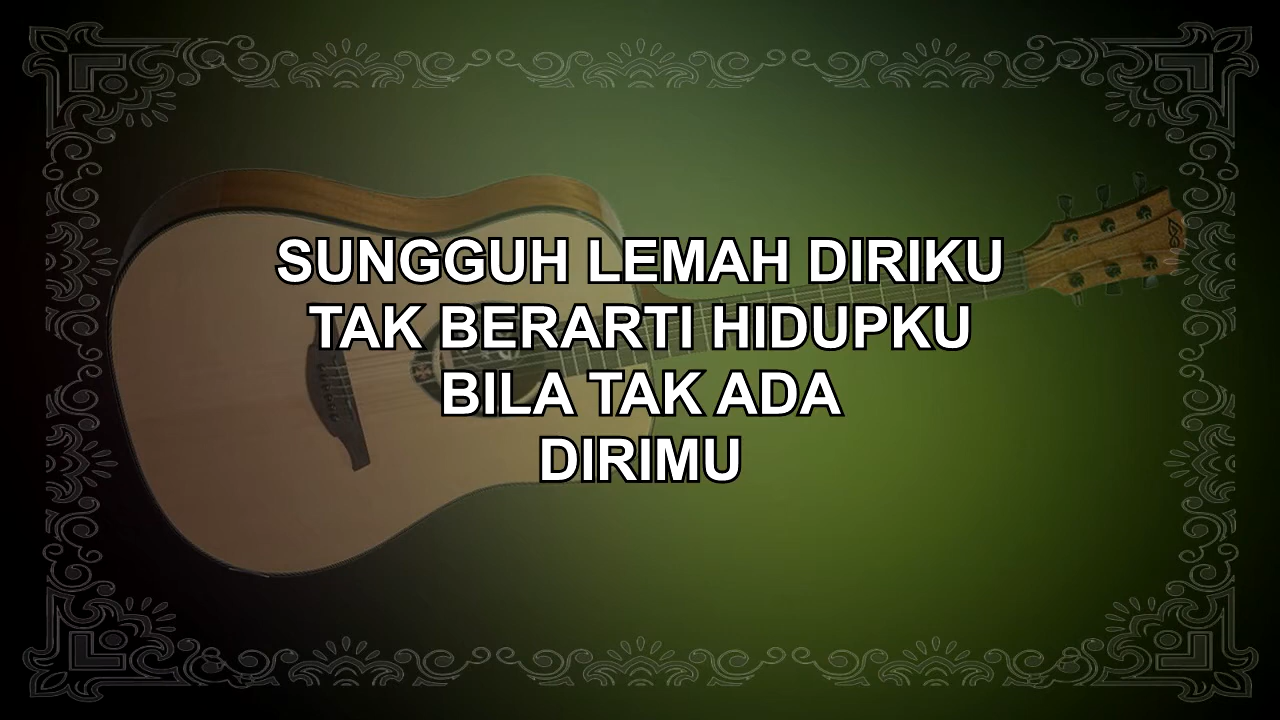 SUNGGUH LEMAH DIRIKU
TAK BERARTI HIDUPKU
BILA TAK ADA
DIRIMU